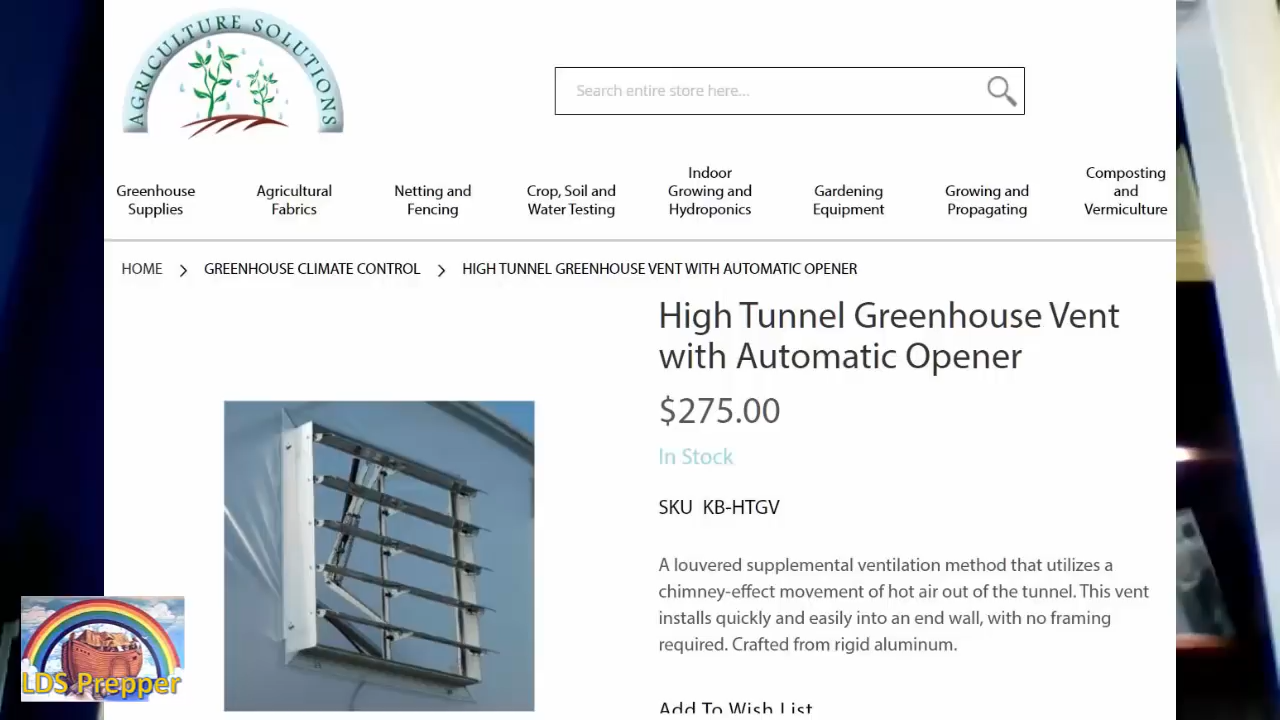 AGRICULTURE SOLUTIONS
Search entire store here...
Greenhouse
Supplies
Agricultural
Fabrics
Netting and
Fencing
Crop, Soil and
Water Testing
Indoor
Growing and
Hydroponics
Gardening
Equipment
Growing and
Propagating
Composting
and
Vermiculture
HOME > GREENHOUSE CLIMATE CONTROL > HIGH TUNNEL GREENHOUSE VENT WITH AUTOMATIC OPENER
High Tunnel Greenhouse Vent
with Automatic Opener
$275.00
In Stock
SKU KB-HTGV
A louvered supplemental ventilation method that utilizes a
chimney-effect movement of hot air out of the tunnel. This vent
installs quickly and easily into an end wall, with no framing
required. Crafted from rigid aluminum.
Add To Wish List
LDS Prepper